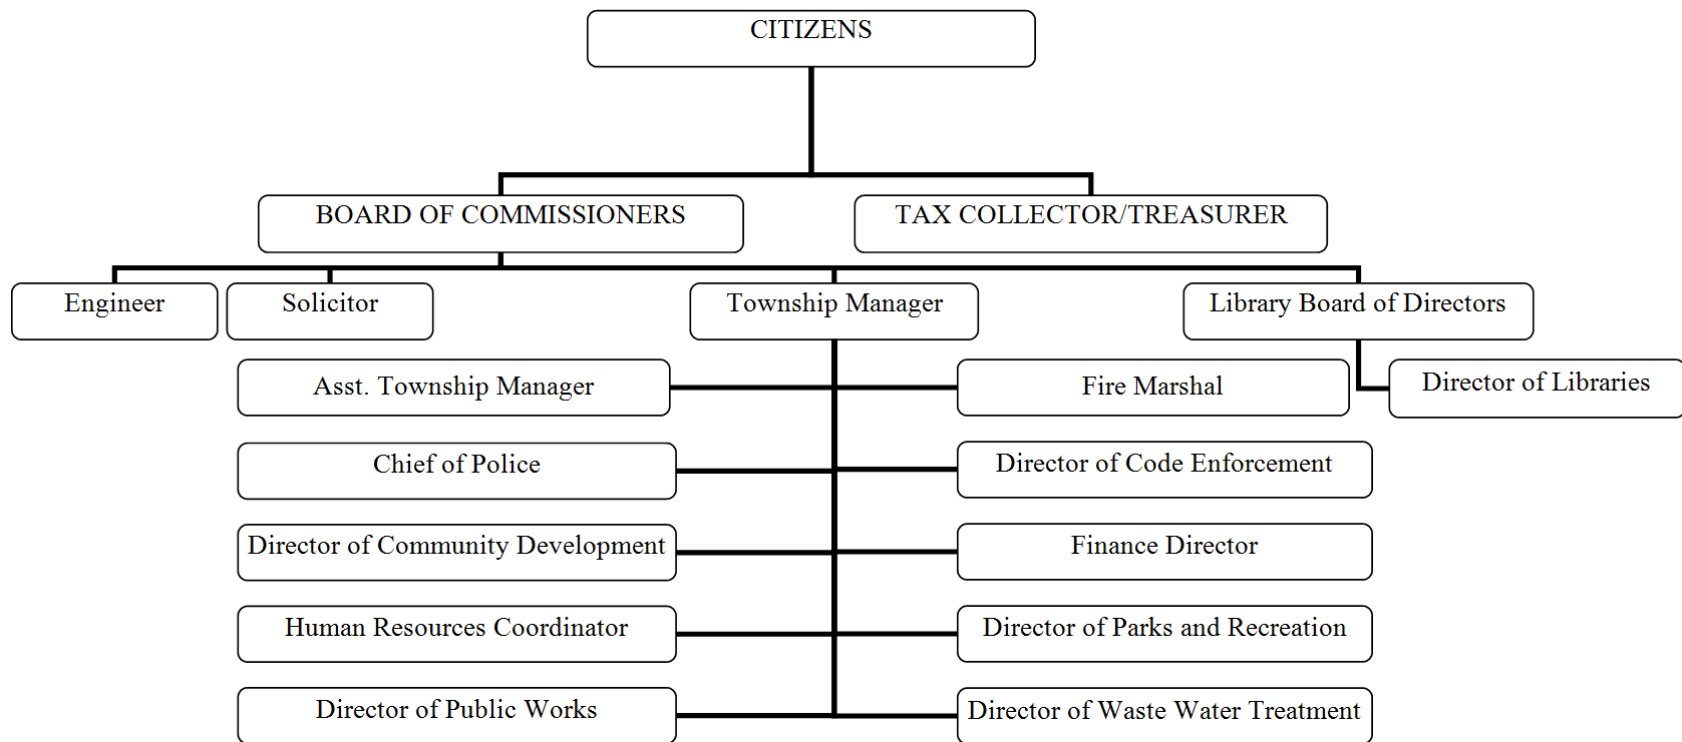 CITIZENS
BOARD OF COMMISSIONERS
TAX COLLECTOR/TREASURER
Engineer
Solicitor
Township Manager
Library Board of Directors
Asst. Township Manager
Fire Marshal
Director of Libraries
Chief of Police
Director of Code Enforcement
Director of Community Development
Finance Director
Human Resources Coordinator
Director of Parks and Recreation
Director of Public Works
Director of Waste Water Treatment